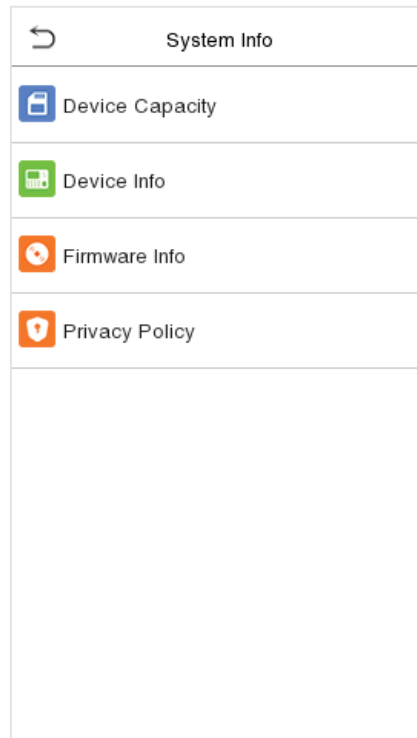 System Info
Device Capacity
Device Info
Firmware Info
Privacy Policy